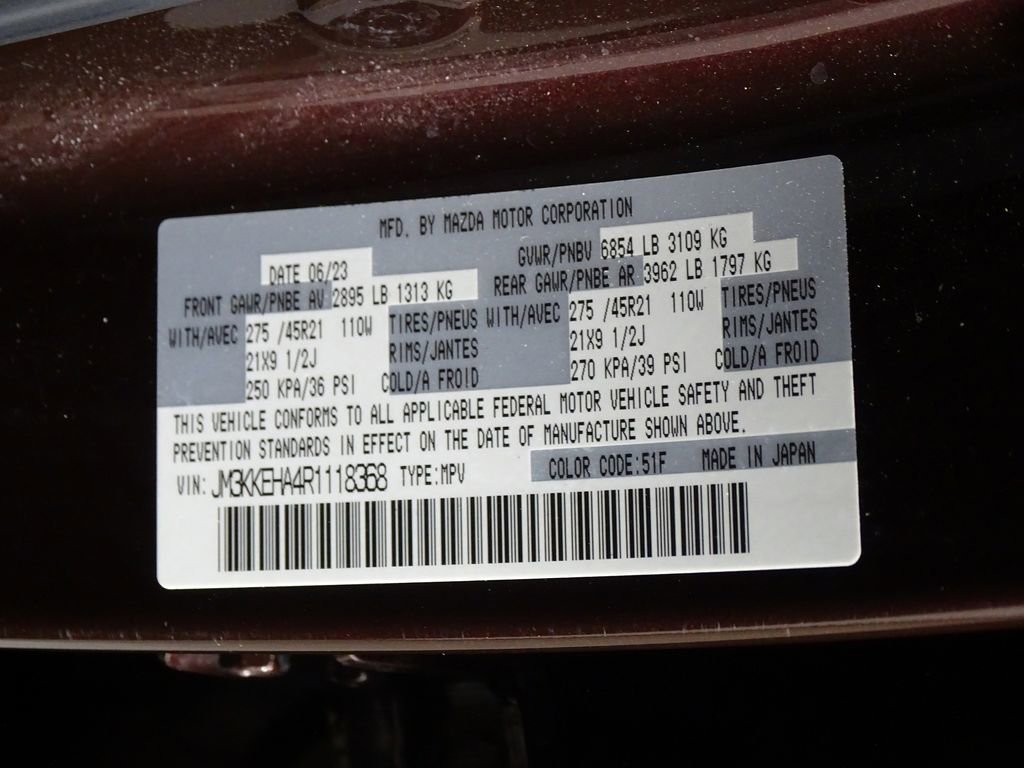 MFD. BY MAZDA MOTOR CORPORATION
DATE 06/23 GVWR/PNBV 6854 LB 3109 KG
FRONT GAWR/PNBE AV 2895 LB 1313 KG REAR GAWR/PNBE AR 3962 LB 1797 KG
WITH/AVEC 275 /45R21 110W TIRES/PNEUS WITH/AVEC 275 /45R21 110W TIRES/PNEUS
21X9 1/2J RIMS/JANTES 21X9 1/2J RIMS/JANTES
250 KPA/36 PSI COLD/A FROID 270 KPA/39 PSI COLD/A FROID
THIS VEHICLE CONFORMS TO ALL APPLICABLE FEDERAL MOTOR VEHICLE SAFETY AND THEFT
PREVENTION STANDARDS IN EFFECT ON THE DATE OF MANUFACTURE SHOWN ABOVE.
VIN: JM3KKEHA4R1118368 TYPE:MPV COLOR CODE:51F MADE IN JAPAN